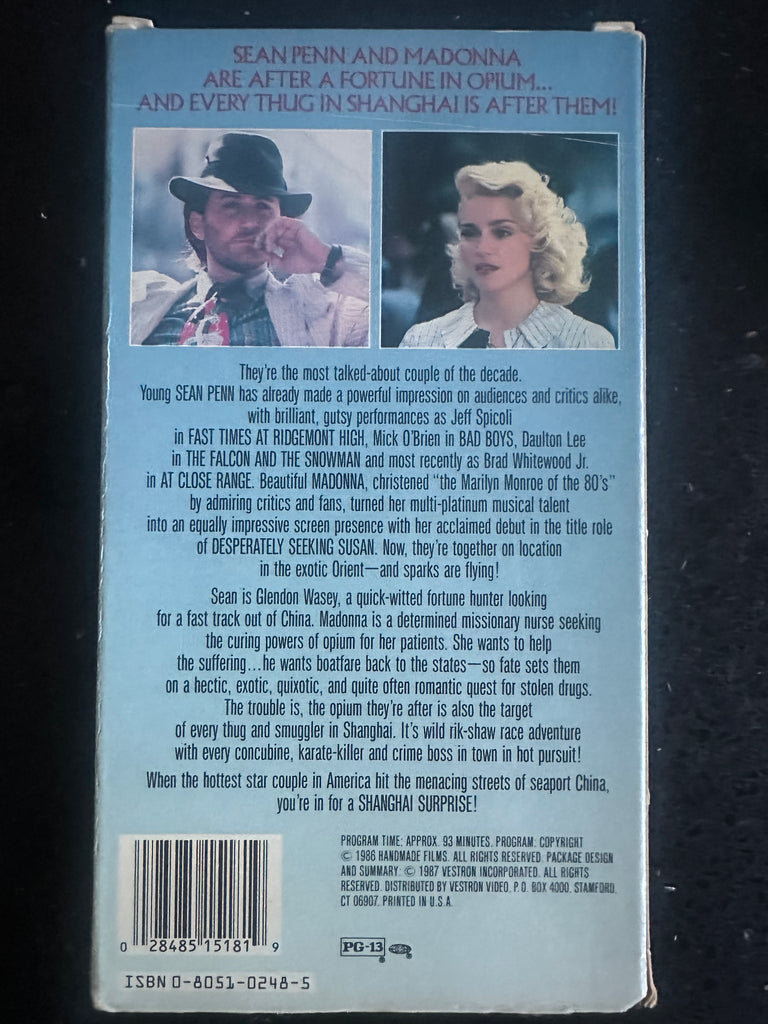 SEAN PENN AND MADONNA
ARE AFTER A FORTUNE IN OPIUM...
AND EVERY THUG IN SHANGHAI IS AFTER THEM!
They're the most talked-about couple of the decade.
Young SEAN PENN has already made a powerful impression on audiences and critics alike,
with brilliant, gutsy performances as Jeff Spicoli
in FAST TIMES AT RIDGEMONT HIGH, Mick O'Brien in BAD BOYS, Daulton Lee
in THE FALCON AND THE SNOWMAN and most recently as Brad Whitewood Jr.
in AT CLOSE RANGE. Beautiful MADONNA, christened "the Marilyn Monroe of the 80's"
by admiring critics and fans, turned her multi-platinum musical talent
into an equally impressive screen presence with her acclaimed debut in the title role
of DESPERATELY SEEKING SUSAN. Now, they're together on location
in the exotic Orient—and sparks are flying!
Sean is Glendon Wasey, a quick-witted fortune hunter looking
for a fast track out of China. Madonna is a determined missionary nurse seeking
the curing powers of opium for her patients. She wants to help
the suffering...he wants boatfare back to the states—so fate sets them
on a hectic, exotic, quixotic, and quite often romantic quest for stolen drugs.
The trouble is, the opium they're after is also the target
of every thug and smuggler in Shanghai. It's wild rik-shaw race adventure
with every concubine, karate-killer and crime boss in town in hot pursuit!
When the hottest star couple in America hit the menacing streets of seaport China,
you're in for a SHANGHAI SURPRISE!
PROGRAM TIME: APPROX. 93 MINUTES. PROGRAM: COPYRIGHT
© 1986 HANDMADE FILMS. ALL RIGHTS RESERVED. PACKAGE DESIGN
AND SUMMARY: © 1987 VESTRON INCORPORATED. ALL RIGHTS
RESERVED. DISTRIBUTED BY VESTRON VIDEO, P.O. BOX 4000, STAMFORD,
CT 06907. PRINTED IN U.S.A.
0 28485 15181 9
PG-13
ISBN 0-8051-0248-5